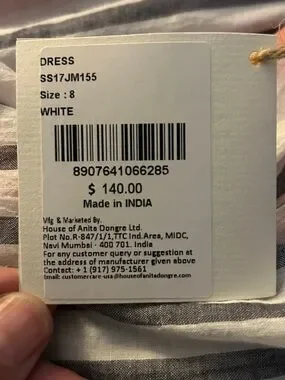 DRESS
SS17JM155
Size : 8
WHITE
8907641066285
$ 140.00
Made in INDIA
Mfg & Marketed By.
House of Anita Dongre Ltd.
Plot No.R-847/1/1,TTC Ind.Area, MIDC,
Navi Mumbai - 400 701. India
For any customer query or suggestion at
the address of manufacturer given above
Contact: + 1 (917) 975-1561
Email: customercare-usa@houseofanitadongre.com